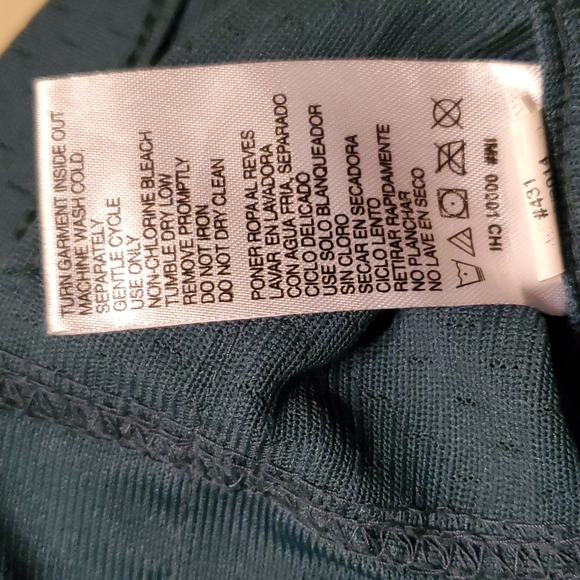 TURN GARMENT INSIDE OUT
MACHINE WASH COLD,
SEPARATELY
GENTLE CYCLE
USE ONLY
NON-CHLORINE BLEACH
TUMBLE DRY LOW
REMOVE PROMPTLY
DO NOT IRON
DO NOT DRY CLEAN
PONER ROPA AL REVES
LAVAR EN LAVADORA
CON AGUA FRIA, SEPARADO
CICLO DELICADO
USE SOLO BLANQUEADOR
SIN CLORO
SECAR EN SECADORA
CICLO LENTO
RETIRAR RAPIDAMENTE
NO PLANCHAR
NO LAVE EN SECO
IM# 00001 CHI
#431